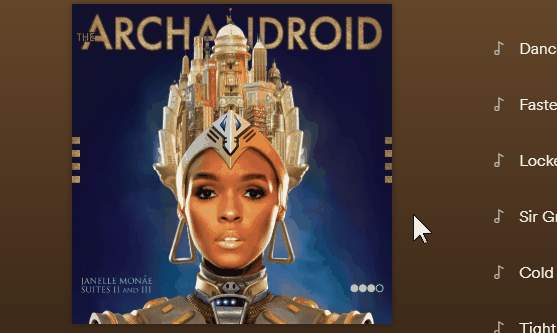 THE ARCHANDROID
JANELLE MONÁE
SUITES II AND III
Danc
Faste
Locke
Sir Gr
Cold
Tight